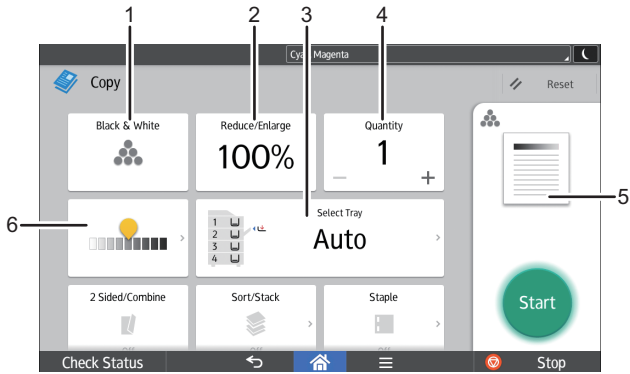 1
2
3
4
Cyan Magenta
Copy
Reset
Black & White
Reduce/Enlarge
100%
Quantity
1
5
6
1
2
3
4
Select Tray
Auto
2 Sided/Combine
Sort/Stack
Staple
Start
Check Status
Stop